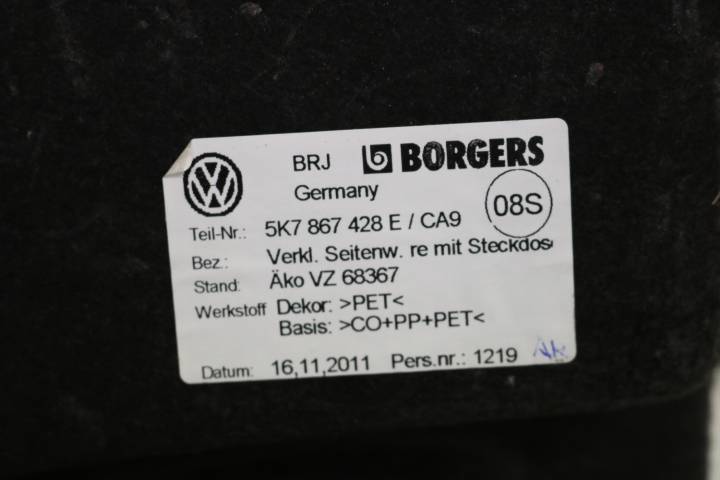 BRJ BORGERS
Germany
08S
Teil-Nr.: 5K7 867 428 E / CA9
Bez.: Verkl. Seitenw. re mit Steckdos
Stand: Äko VZ 68367
Werkstoff Dekor: >PET<
Basis: >CO+PP+PET<
Datum: 16,11,2011 Pers.nr.: 1219